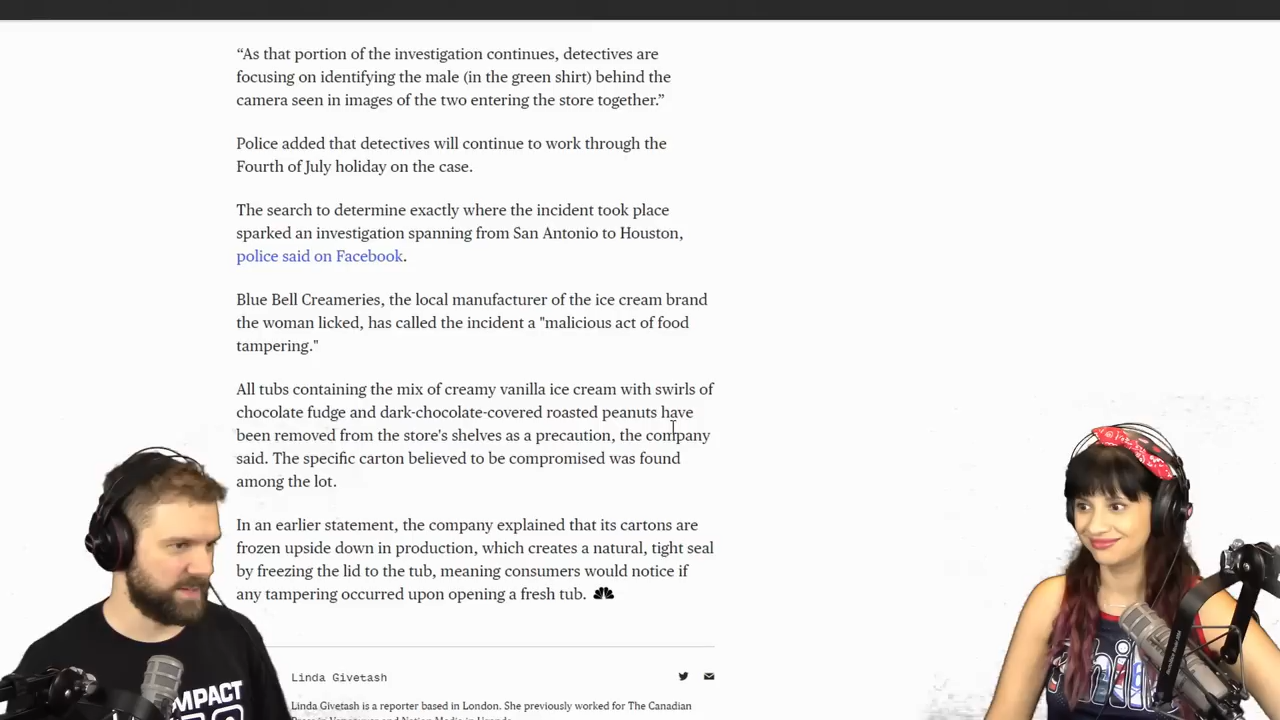 “As that portion of the investigation continues, detectives are
focusing on identifying the male (in the green shirt) behind the
camera seen in images of the two entering the store together.”
Police added that detectives will continue to work through the
Fourth of July holiday on the case.
The search to determine exactly where the incident took place
sparked an investigation spanning from San Antonio to Houston,
police said on Facebook.
Blue Bell Creameries, the local manufacturer of the ice cream brand
the woman licked, has called the incident a "malicious act of food
tampering."
All tubs containing the mix of creamy vanilla ice cream with swirls of
chocolate fudge and dark-chocolate-covered roasted peanuts have
been removed from the store's shelves as a precaution, the company
said. The specific carton believed to be compromised was found
among the lot.
In an earlier statement, the company explained that its cartons are
frozen upside down in production, which creates a natural, tight seal
by freezing the lid to the tub, meaning consumers would notice if
any tampering occurred upon opening a fresh tub.
Linda Givetash
Linda Givetash is a reporter based in London. She previously worked for The Canadian